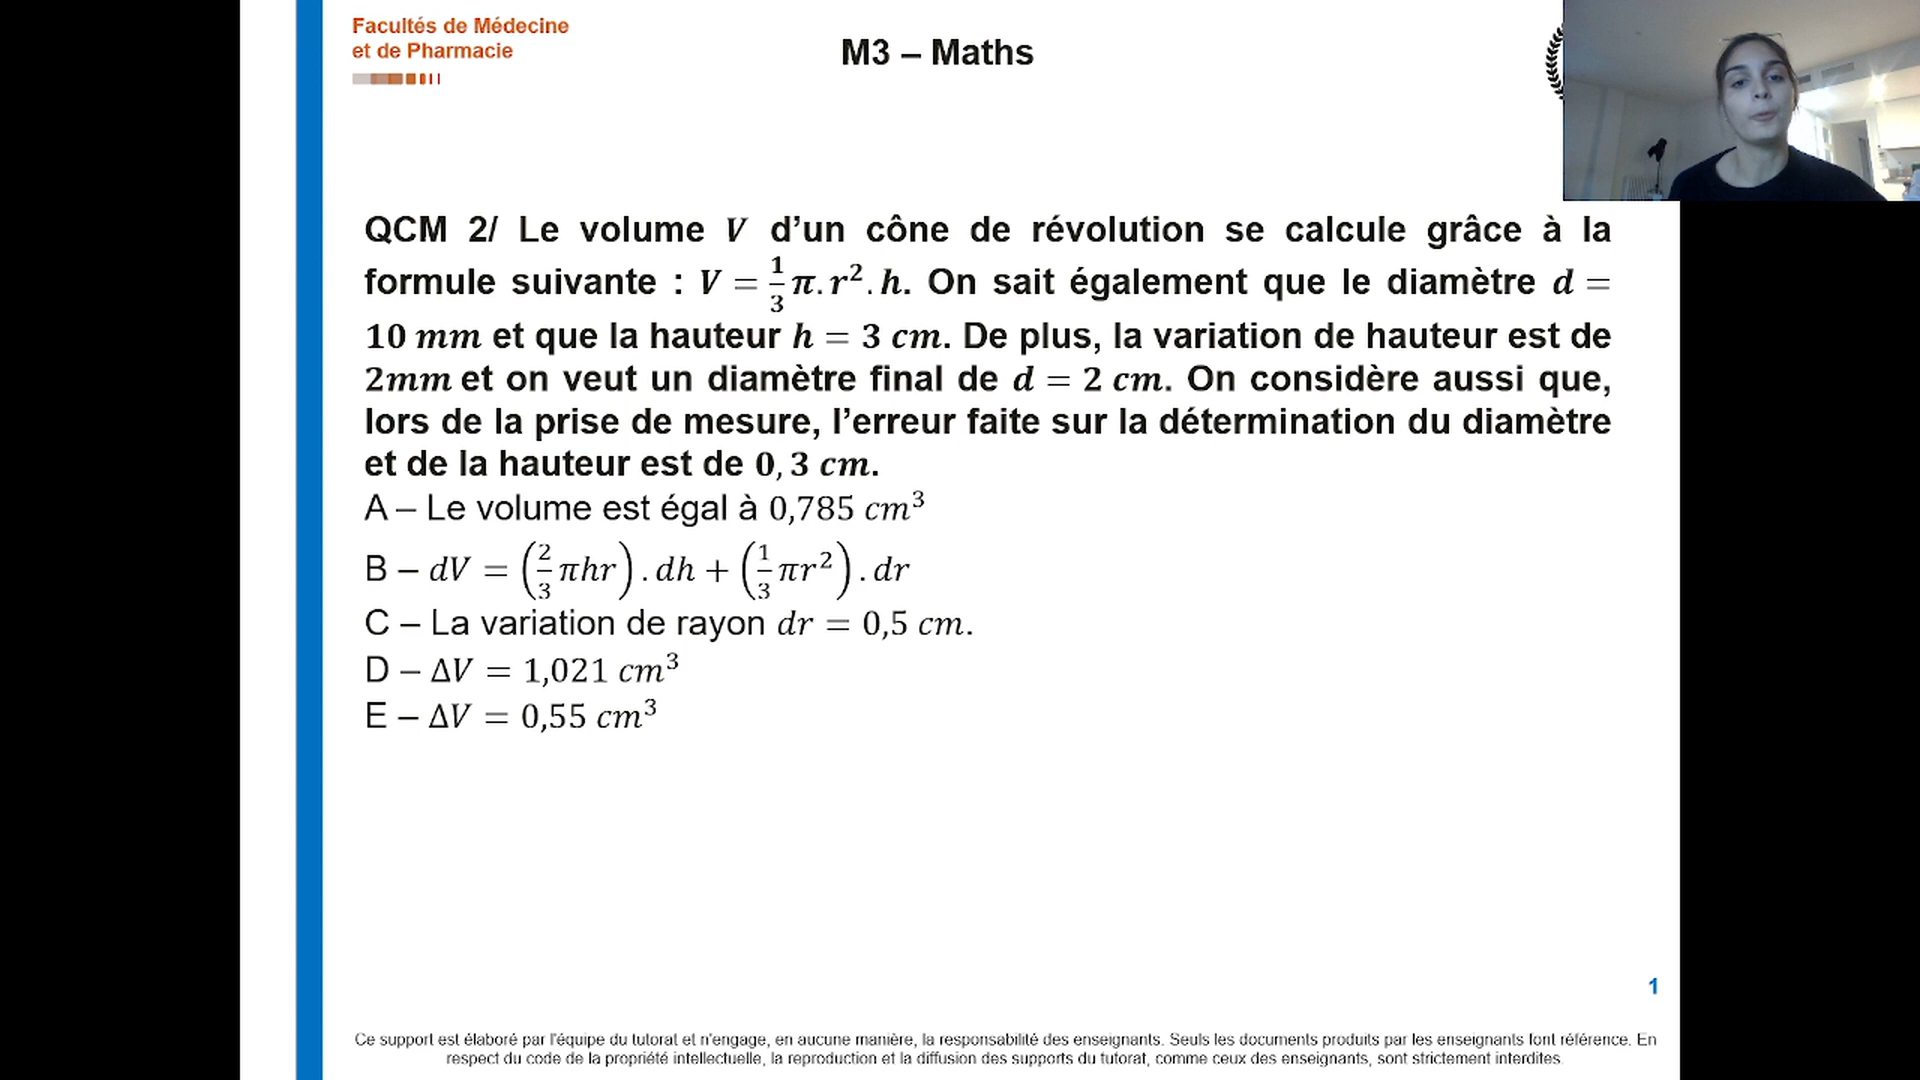 Facultés de Médecine
et de Pharmacie
M3 – Maths
QCM 2/ Le volume V d'un cône de révolution se calcule grâce à la
formule suivante : V = 1/3 π.r². h. On sait également que le diamètre d =
10 mm et que la hauteur h = 3 cm. De plus, la variation de hauteur est de
2mm et on veut un diamètre final de d = 2 cm. On considère aussi que,
lors de la prise de mesure, l'erreur faite sur la détermination du diamètre
et de la hauteur est de 0, 3 cm.
A – Le volume est égal à 0,785 cm³
B – dV = (2/3 πhr). dh + (1/3 πr²). dr
C – La variation de rayon dr = 0,5 cm.
D – ΔV = 1,021 cm³
E – ΔV = 0,55 cm³
1
Ce support est élaboré par l'équipe du tutorat et n'engage, en aucune manière, la responsabilité des enseignants. Seuls les documents produits par les enseignants font référence. En
respect du code de la propriété intellectuelle, la reproduction et la diffusion des supports du tutorat, comme ceux des enseignants, sont strictement interdites.